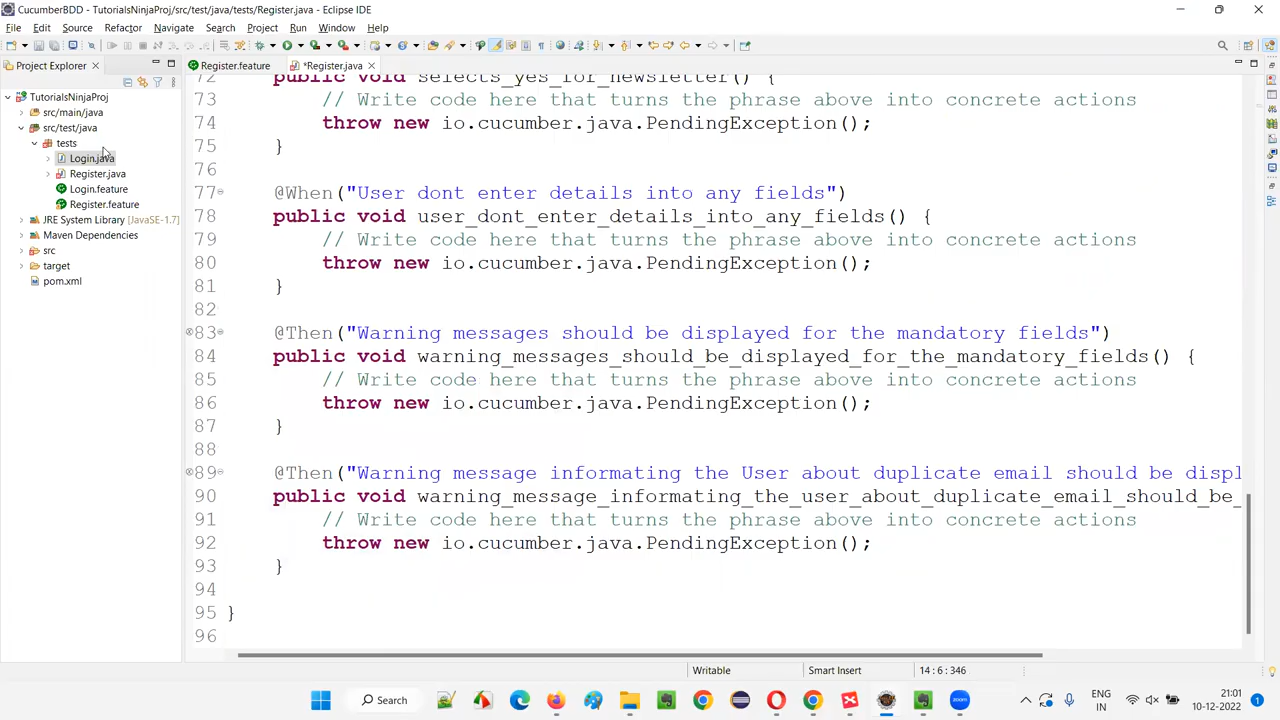 CucumberBDD - TutorialsNinjaProj/src/test/java/tests/Register.java - Eclipse IDE
File Edit Source Refactor Navigate Search Project Run Window Help
Project Explorer
Register.feature *Register.java
TutorialsNinjaProj
src/main/java
src/test/java
tests
Login.java
Register.java
Login.feature
Register.feature
JRE System Library [JavaSE-1.7]
Maven Dependencies
src
target
pom.xml
72 public void selects_yes_for_newsletter() {
73 // Write code here that turns the phrase above into concrete actions
74 throw new io.cucumber.java.PendingException();
75 }
76
77 @When("User dont enter details into any fields")
78 public void user_dont_enter_details_into_any_fields() {
79 // Write code here that turns the phrase above into concrete actions
80 throw new io.cucumber.java.PendingException();
81 }
82
83 @Then("Warning messages should be displayed for the mandatory fields")
84 public void warning_messages_should_be_displayed_for_the_mandatory_fields() {
85 // Write code here that turns the phrase above into concrete actions
86 throw new io.cucumber.java.PendingException();
87 }
88
89 @Then("Warning message informating the User about duplicate email should be displ
90 public void warning_message_informating_the_user_about_duplicate_email_should_be_
91 // Write code here that turns the phrase above into concrete actions
92 throw new io.cucumber.java.PendingException();
93 }
94
95 }
96
Writable Smart Insert 14 : 6 : 346
Search
ENG
IN
21:01
10-12-2022
1